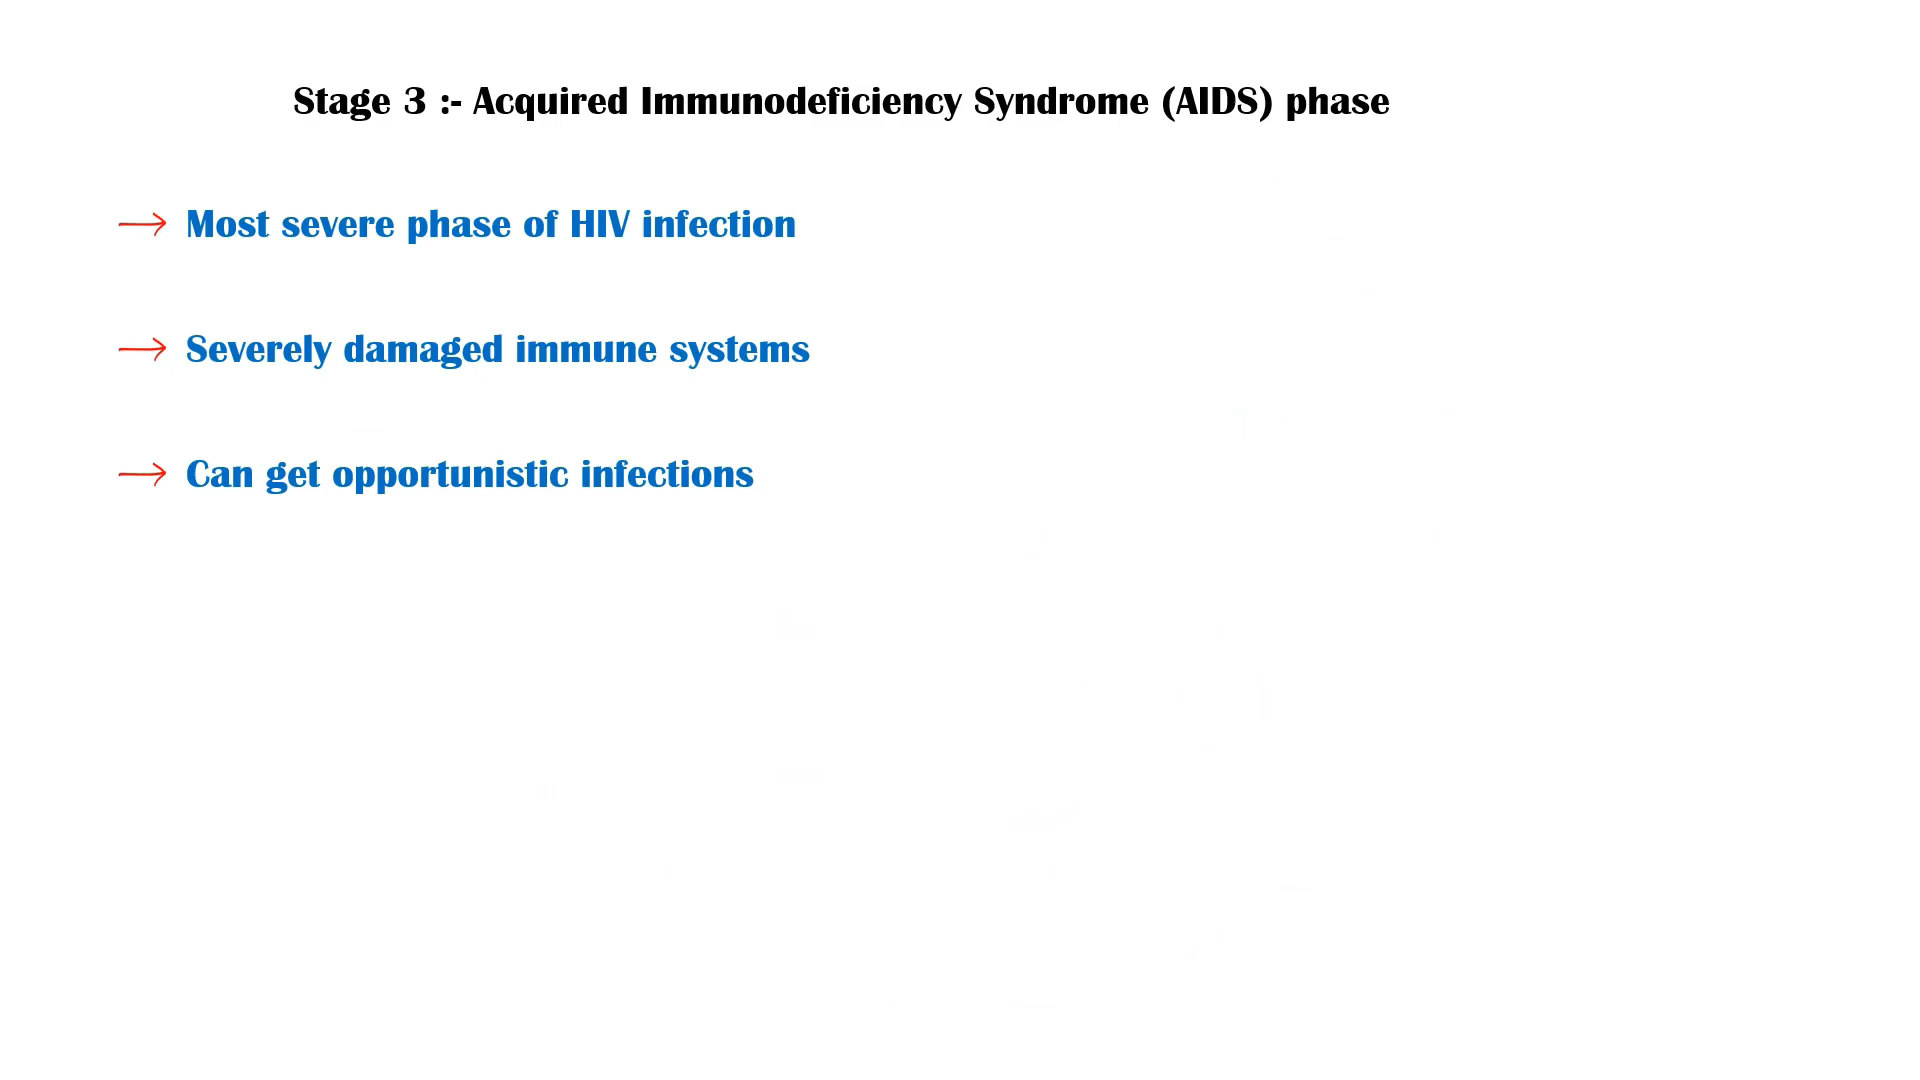 Stage 3 :- Acquired Immunodeficiency Syndrome (AIDS) phase
→ Most severe phase of HIV infection
→ Severely damaged immune systems
→ Can get opportunistic infections